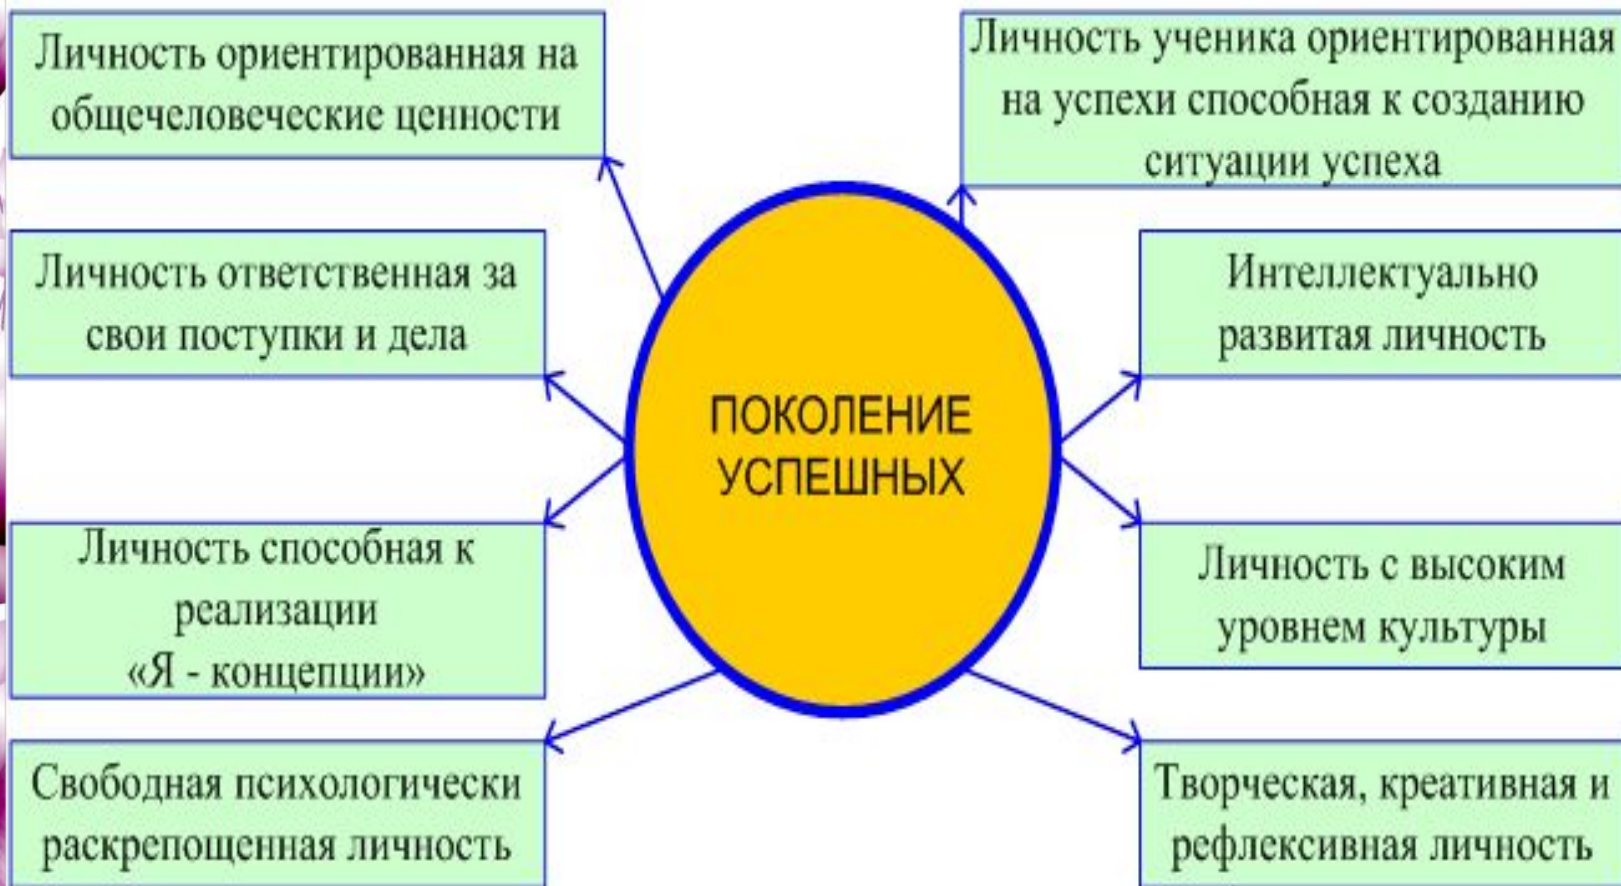 Личность ориентированная на
общечеловеческие ценности
Личность ученика ориентированная
на успехи способная к созданию
ситуации успеха
Личность ответственная за
свои поступки и дела
Интеллектуально
развитая личность
ПОКОЛЕНИЕ
УСПЕШНЫХ
Личность способная к
реализации
«Я - концепции»
Личность с высоким
уровнем культуры
Свободная психологически
раскрепощенная личность
Творческая, креативная и
рефлексивная личность